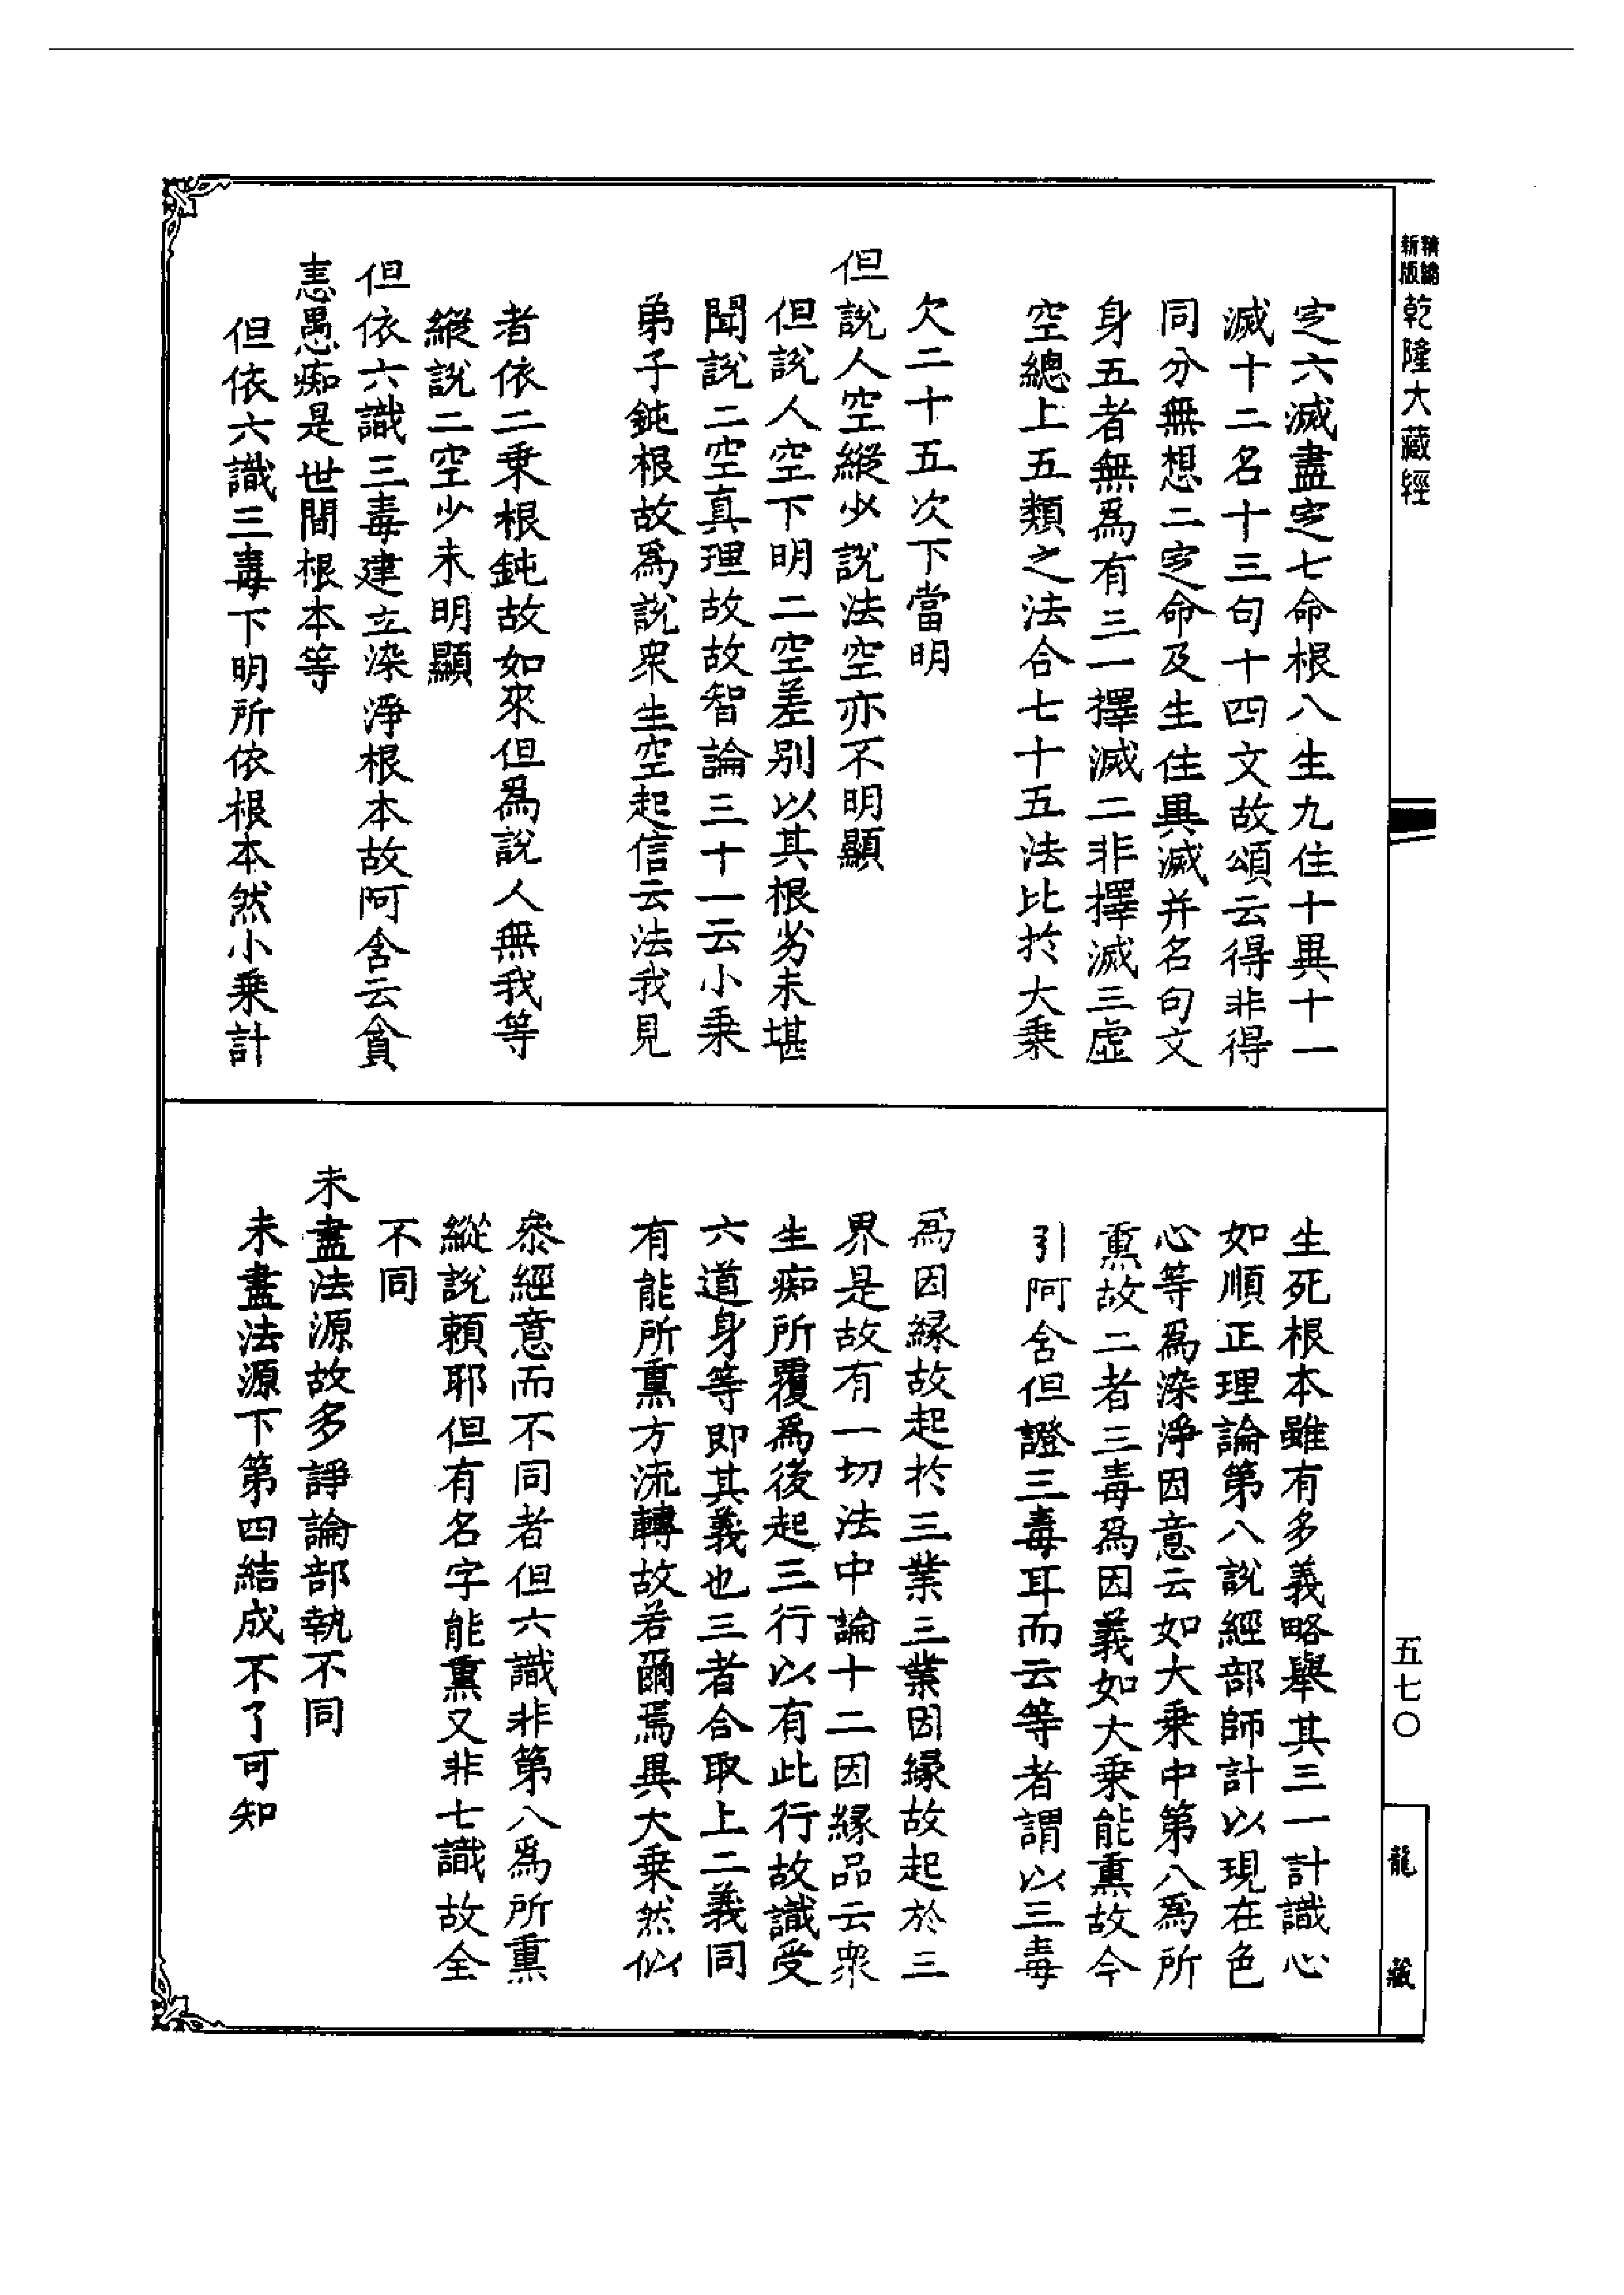 精編
新版
乾隆大藏經
定六滅盡定七命根八生九住十異十一
滅十二名十三句十四文故頌云得非得
同分無想二定命及生住異滅并名句文
身五者無為有三一擇滅二非擇滅三虛
空總上五類之法合七十五法比於大乘
欠二十五次下當明
但說人空縱少說法空亦不明顯
但說人空下明二空差別以其根劣未堪
聞說二空真理故故智論三十一云小乘
弟子鈍根故為說眾生空起信云法我見
者依二乘根鈍故如來但為說人無我等
縱說二空少未明顯
但依六識三毒建立染淨根本故阿含云貪
恚愚痴是世間根本等
但依六識三毒下明所依根本然小乘計
生死根本雖有多義略舉其三一計識心
如順正理論第八說經部師計以現在色
心等為染淨因意云如大乘中第八為所
熏故二者三毒為因義如大乘能熏故今
引阿含但證三毒耳而云等者謂以三毒
為因緣故起於三業三業因緣故起於三
界是故有一切法中論十二因緣品云眾
生痴所覆為後起三行以有此行故識受
六道身等即其義也三者合取上二義同
有能所熏方流轉故若爾焉異大乘然似
叅經意而不同者但六識非第八為所熏
縱說賴耶但有名字能熏又非七識故全
不同
未盡法源故多諍論部執不同
未盡法源下第四結成不了可知
五七〇
龍藏